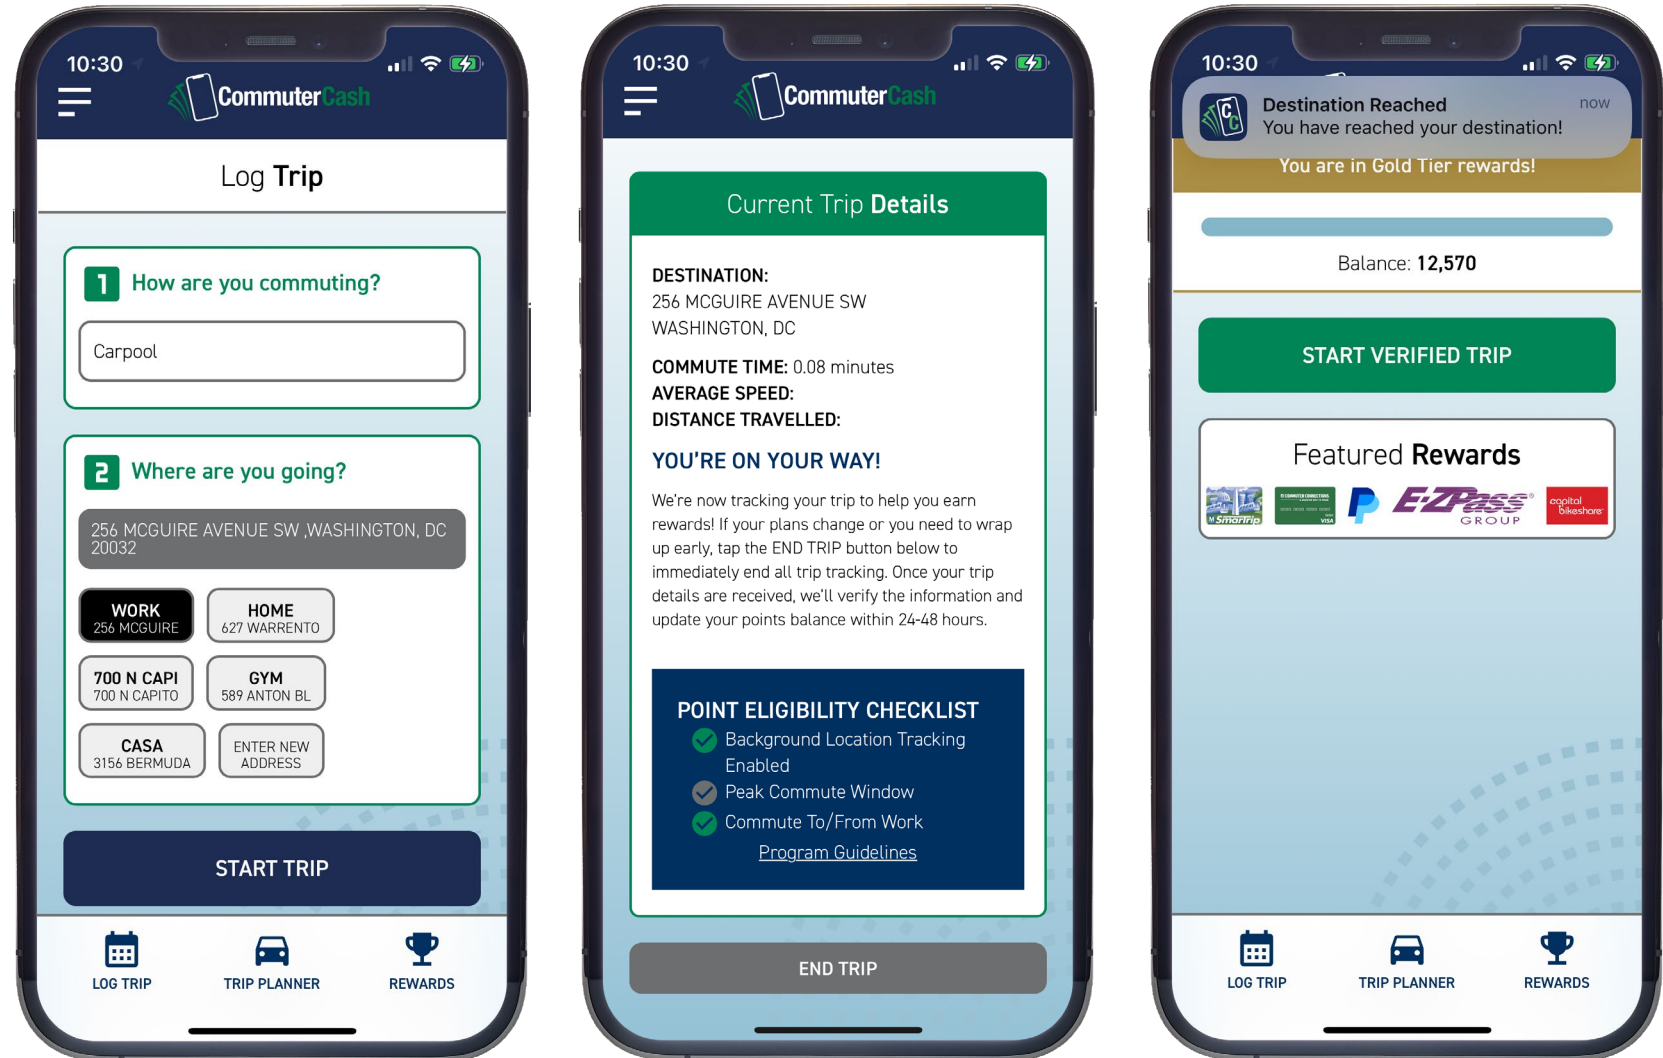 10:30
CommuterCash
Log Trip
1 How are you commuting?
Carpool
2 Where are you going?
256 MCGUIRE AVENUE SW ,WASHINGTON, DC
20032
WORK
256 MCGUIRE
HOME
627 WARRENTO
700 N CAPI
700 N CAPITO
GYM
589 ANTON BL
CASA
3156 BERMUDA
ENTER NEW
ADDRESS
START TRIP
LOG TRIP
TRIP PLANNER
REWARDS
10:30
CommuterCash
Current Trip Details
DESTINATION:
256 MCGUIRE AVENUE SW
WASHINGTON, DC
COMMUTE TIME: 0.08 minutes
AVERAGE SPEED:
DISTANCE TRAVELLED:
YOU'RE ON YOUR WAY!
We're now tracking your trip to help you earn
rewards! If your plans change or you need to wrap
up early, tap the END TRIP button below to
immediately end all trip tracking. Once your trip
details are received, we'll verify the information and
update your points balance within 24-48 hours.
POINT ELIGIBILITY CHECKLIST
Background Location Tracking
Enabled
Peak Commute Window
Commute To/From Work
Program Guidelines
END TRIP
10:30
CC
Destination Reached
now
You have reached your destination!
You are in Gold Tier rewards!
Balance: 12,570
START VERIFIED TRIP
Featured Rewards
SmarTrip
COMMUTER CONNECTIONS
VISA
E-ZPass
GROUP
capital
bikeshare
LOG TRIP
TRIP PLANNER
REWARDS